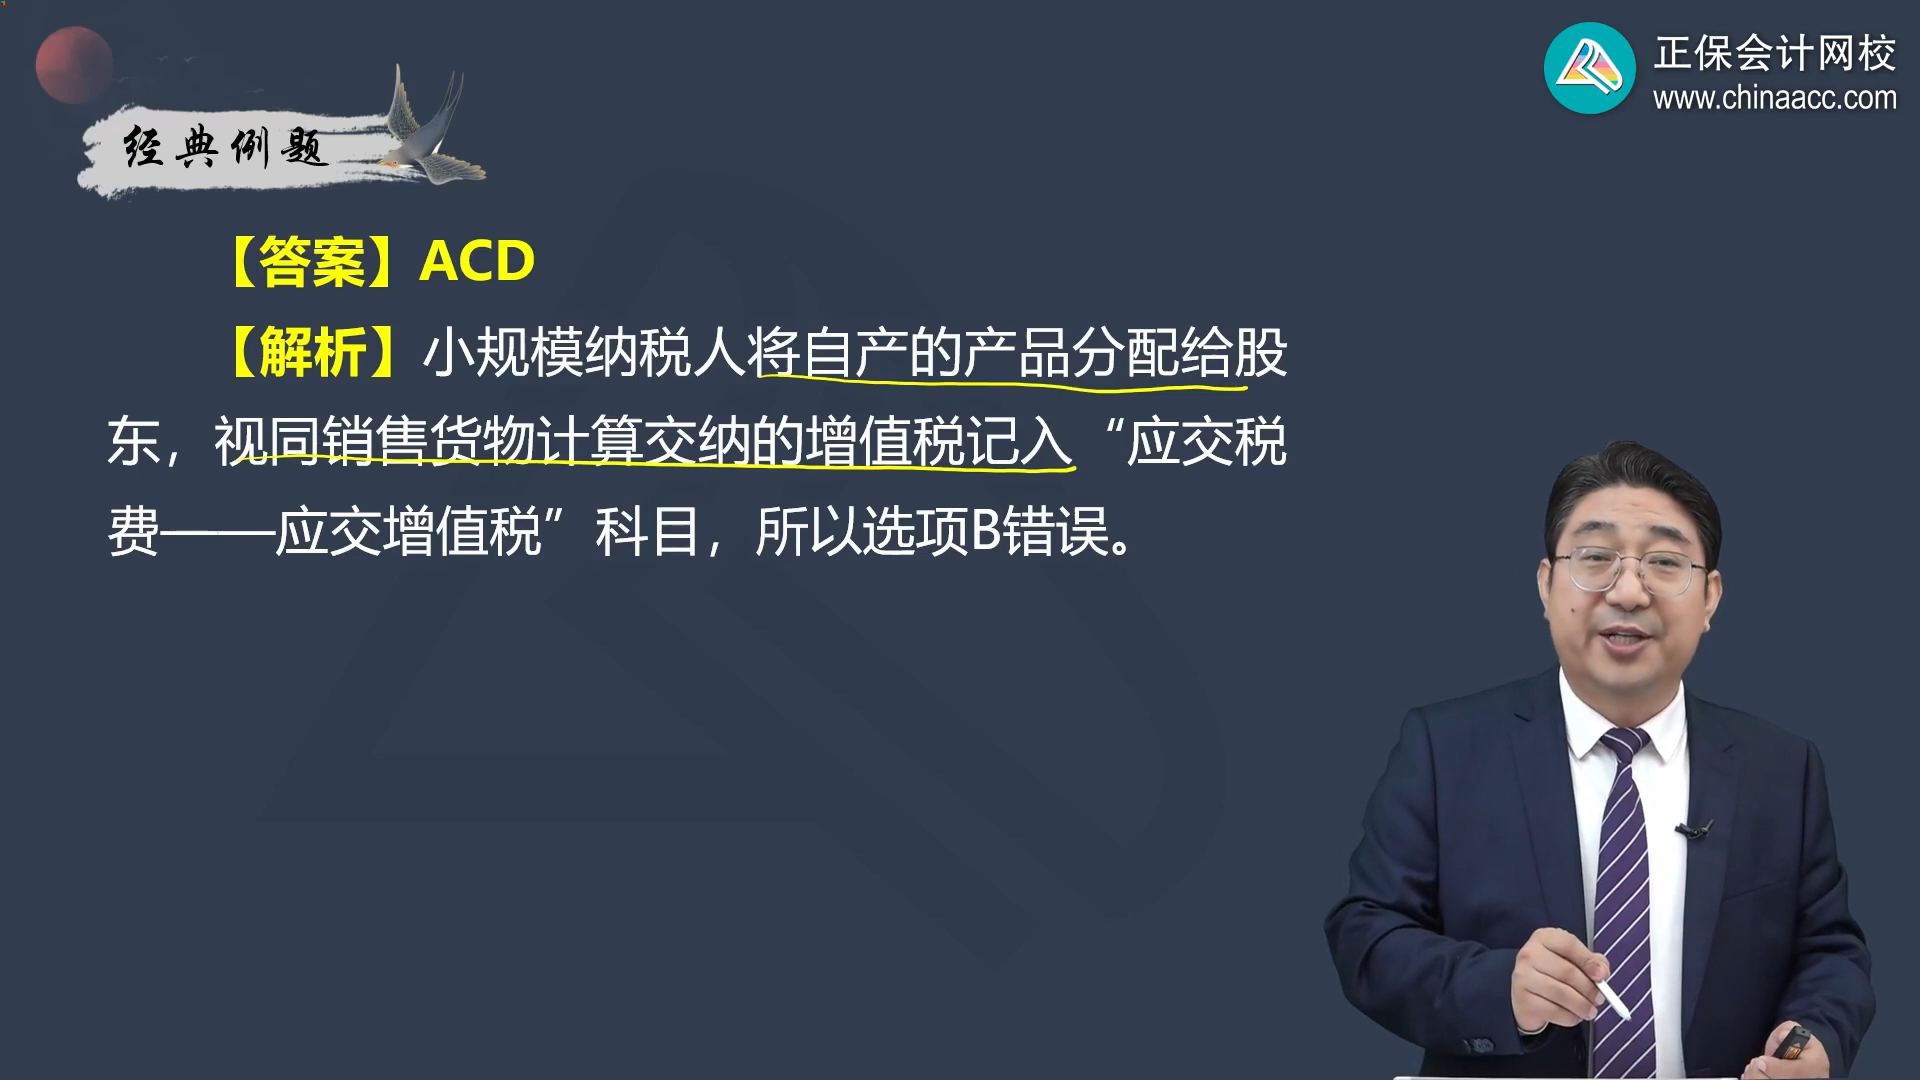 正保会计网校
www.chinaacc.com
经典例题
【答案】ACD
【解析】小规模纳税人将自产的产品分配给股
东，视同销售货物计算交纳的增值税记入“应交税
费——应交增值税”科目，所以选项B错误。